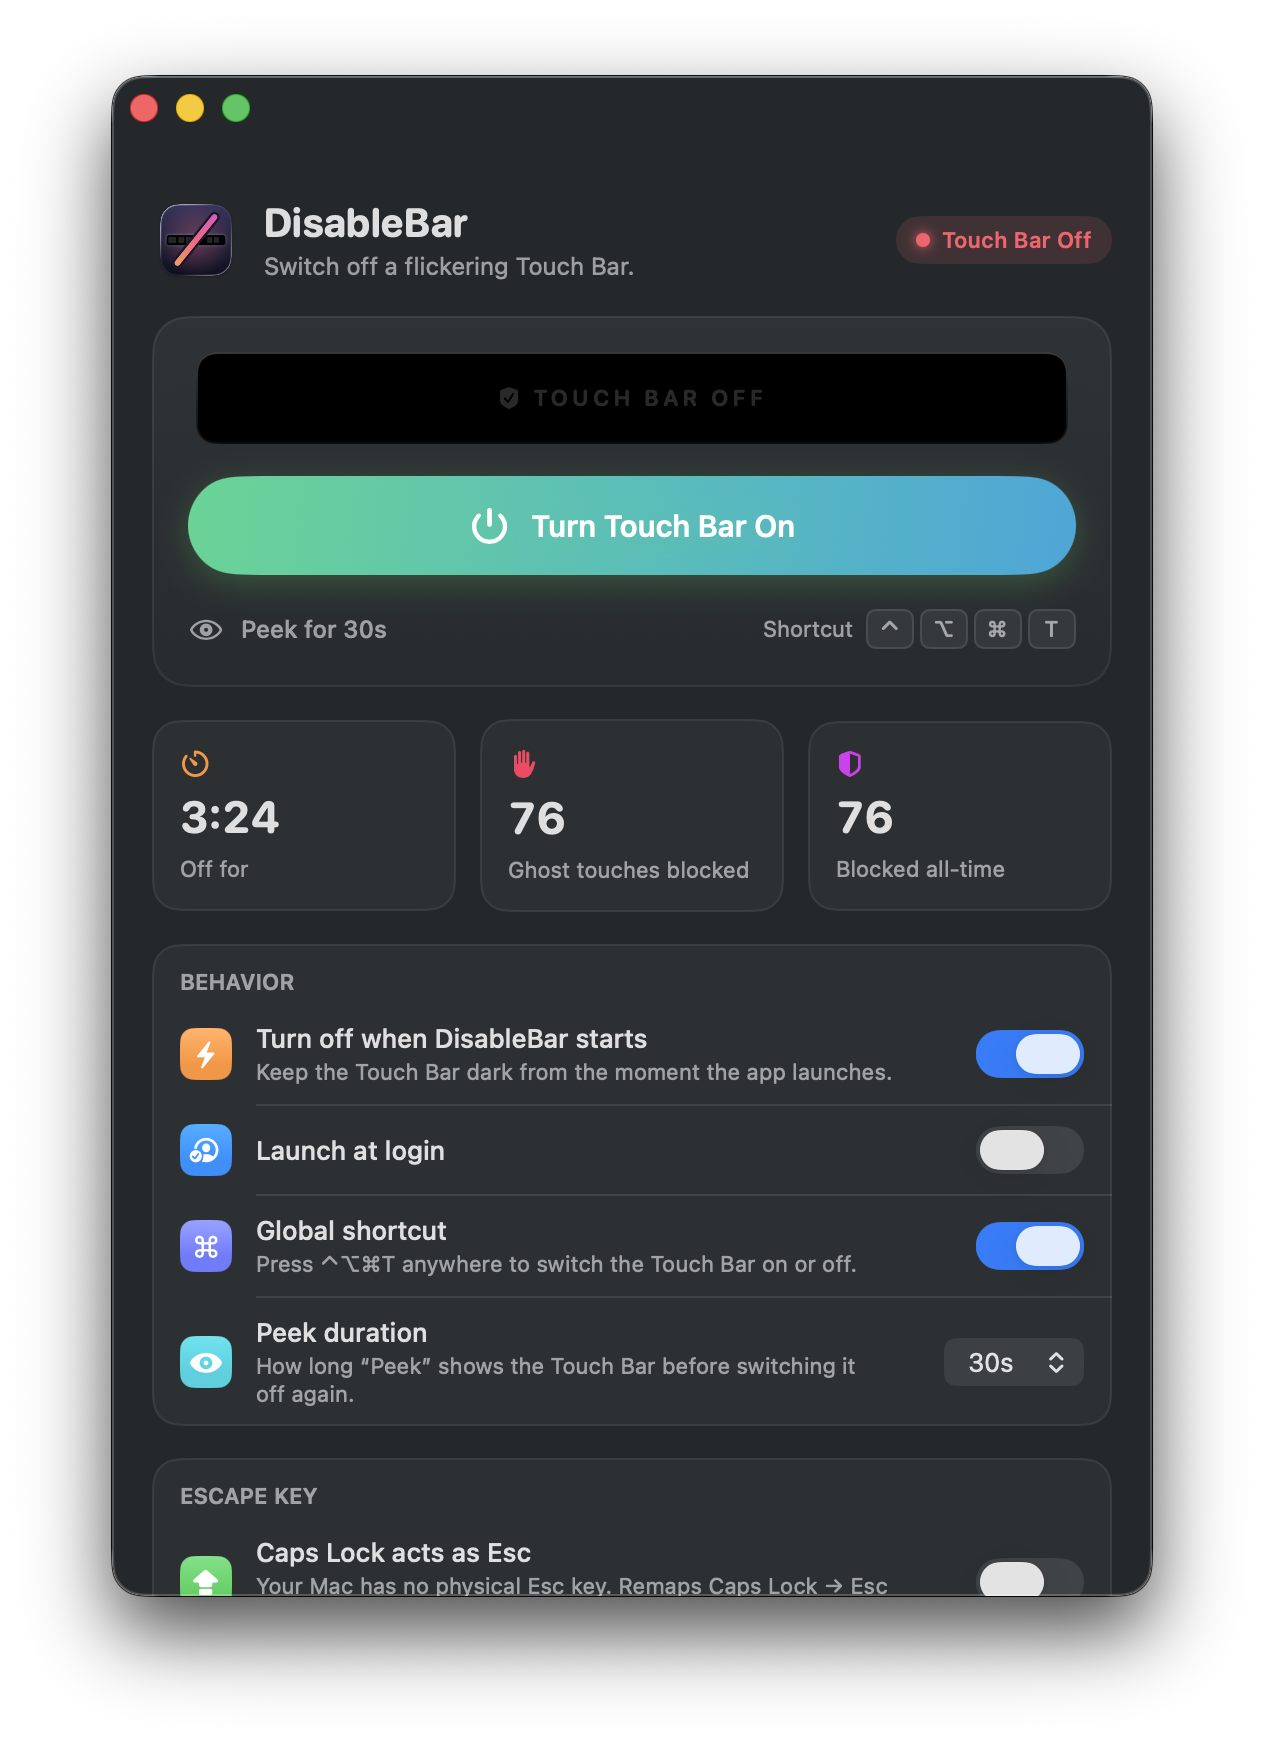 DisableBar
Switch off a flickering Touch Bar.
Touch Bar Off
TOUCH BAR OFF
Turn Touch Bar On
Peek for 30s
Shortcut ^ ⌥ ⌘ T
3:24
Off for
76
Ghost touches blocked
76
Blocked all-time
BEHAVIOR
Turn off when DisableBar starts
Keep the Touch Bar dark from the moment the app launches.
Launch at login
Global shortcut
Press ^⌥⌘T anywhere to switch the Touch Bar on or off.
Peek duration
How long “Peek” shows the Touch Bar before switching it
off again.
30s
ESCAPE KEY
Caps Lock acts as Esc
Your Mac has no physical Esc key. Remaps Caps Lock → Esc